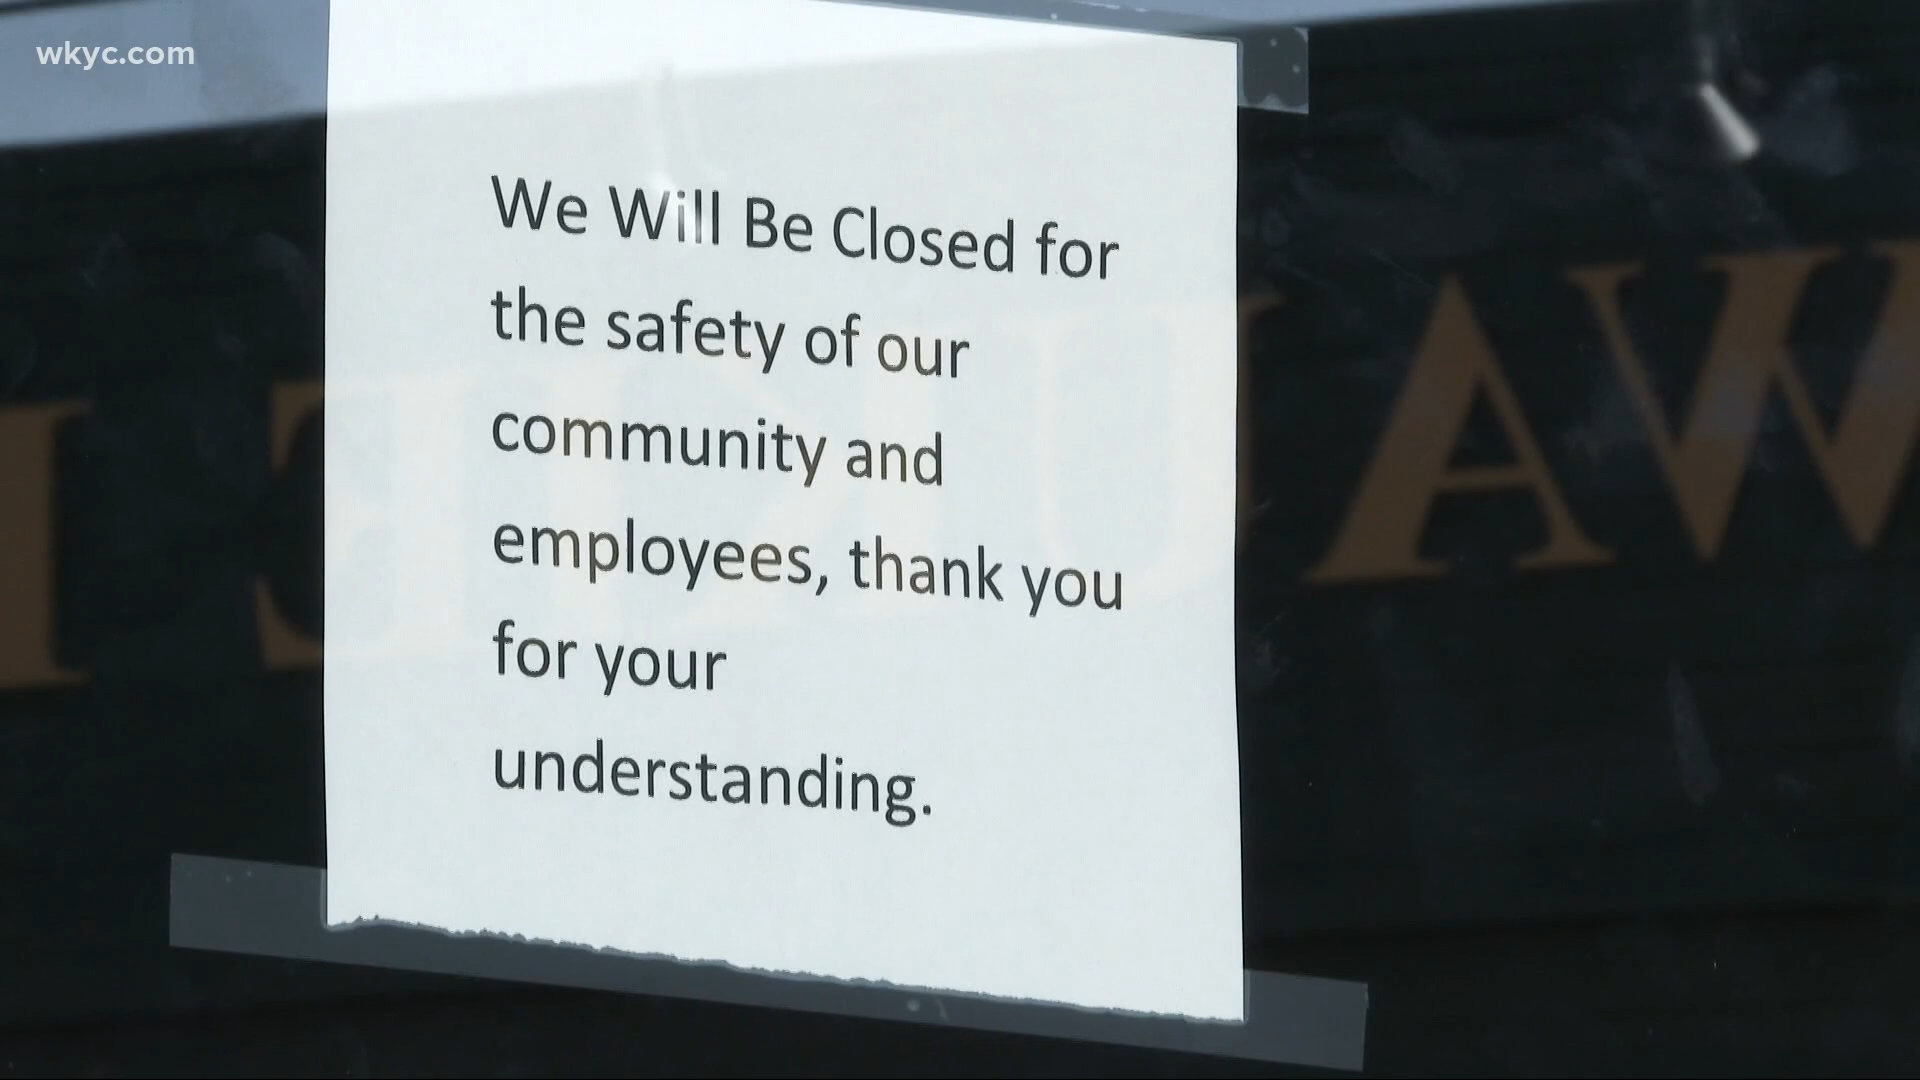 wkyc.com
We Will Be Closed for
the safety of our
community and
employees, thank you
for your
understanding.